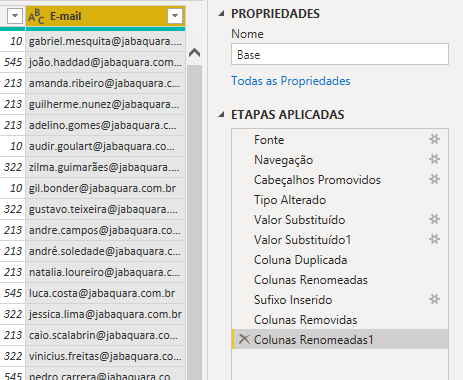 ABC E-mail
10 gabriel.mesquita@jabaquara....
545 joão.haddad@jabaquara.com...
213 amanda.ribeiro@jabaquara.c...
213 guilherme.nunez@jabaquara....
213 adelino.gomes@jabaquara.c...
10 audir.goulart@jabaquara.co...
322 zilma.guimarães@jabaquara....
10 gil.bonder@jabaquara.com.br
322 gustavo.teixeira@jabaquara....
213 andre.campos@jabaquara.co...
213 andré.soledade@jabaquara.c...
213 natalia.loureiro@jabaquara.c...
545 luca.costa@jabaquara.com.br
322 jessica.lima@jabaquara.com.br
213 caio.scalabrin@jabaquara.co...
322 vinicius.freitas@jabaquara.c...
545 pedro.carrera@jabaquara.co...
PROPRIEDADES
Nome
Base
Todas as Propriedades
ETAPAS APLICADAS
Fonte
Navegação
Cabeçalhos Promovidos
Tipo Alterado
Valor Substituído
Valor Substituído1
Coluna Duplicada
Colunas Renomeadas
Sufixo Inserido
Colunas Removidas
Colunas Renomeadas1